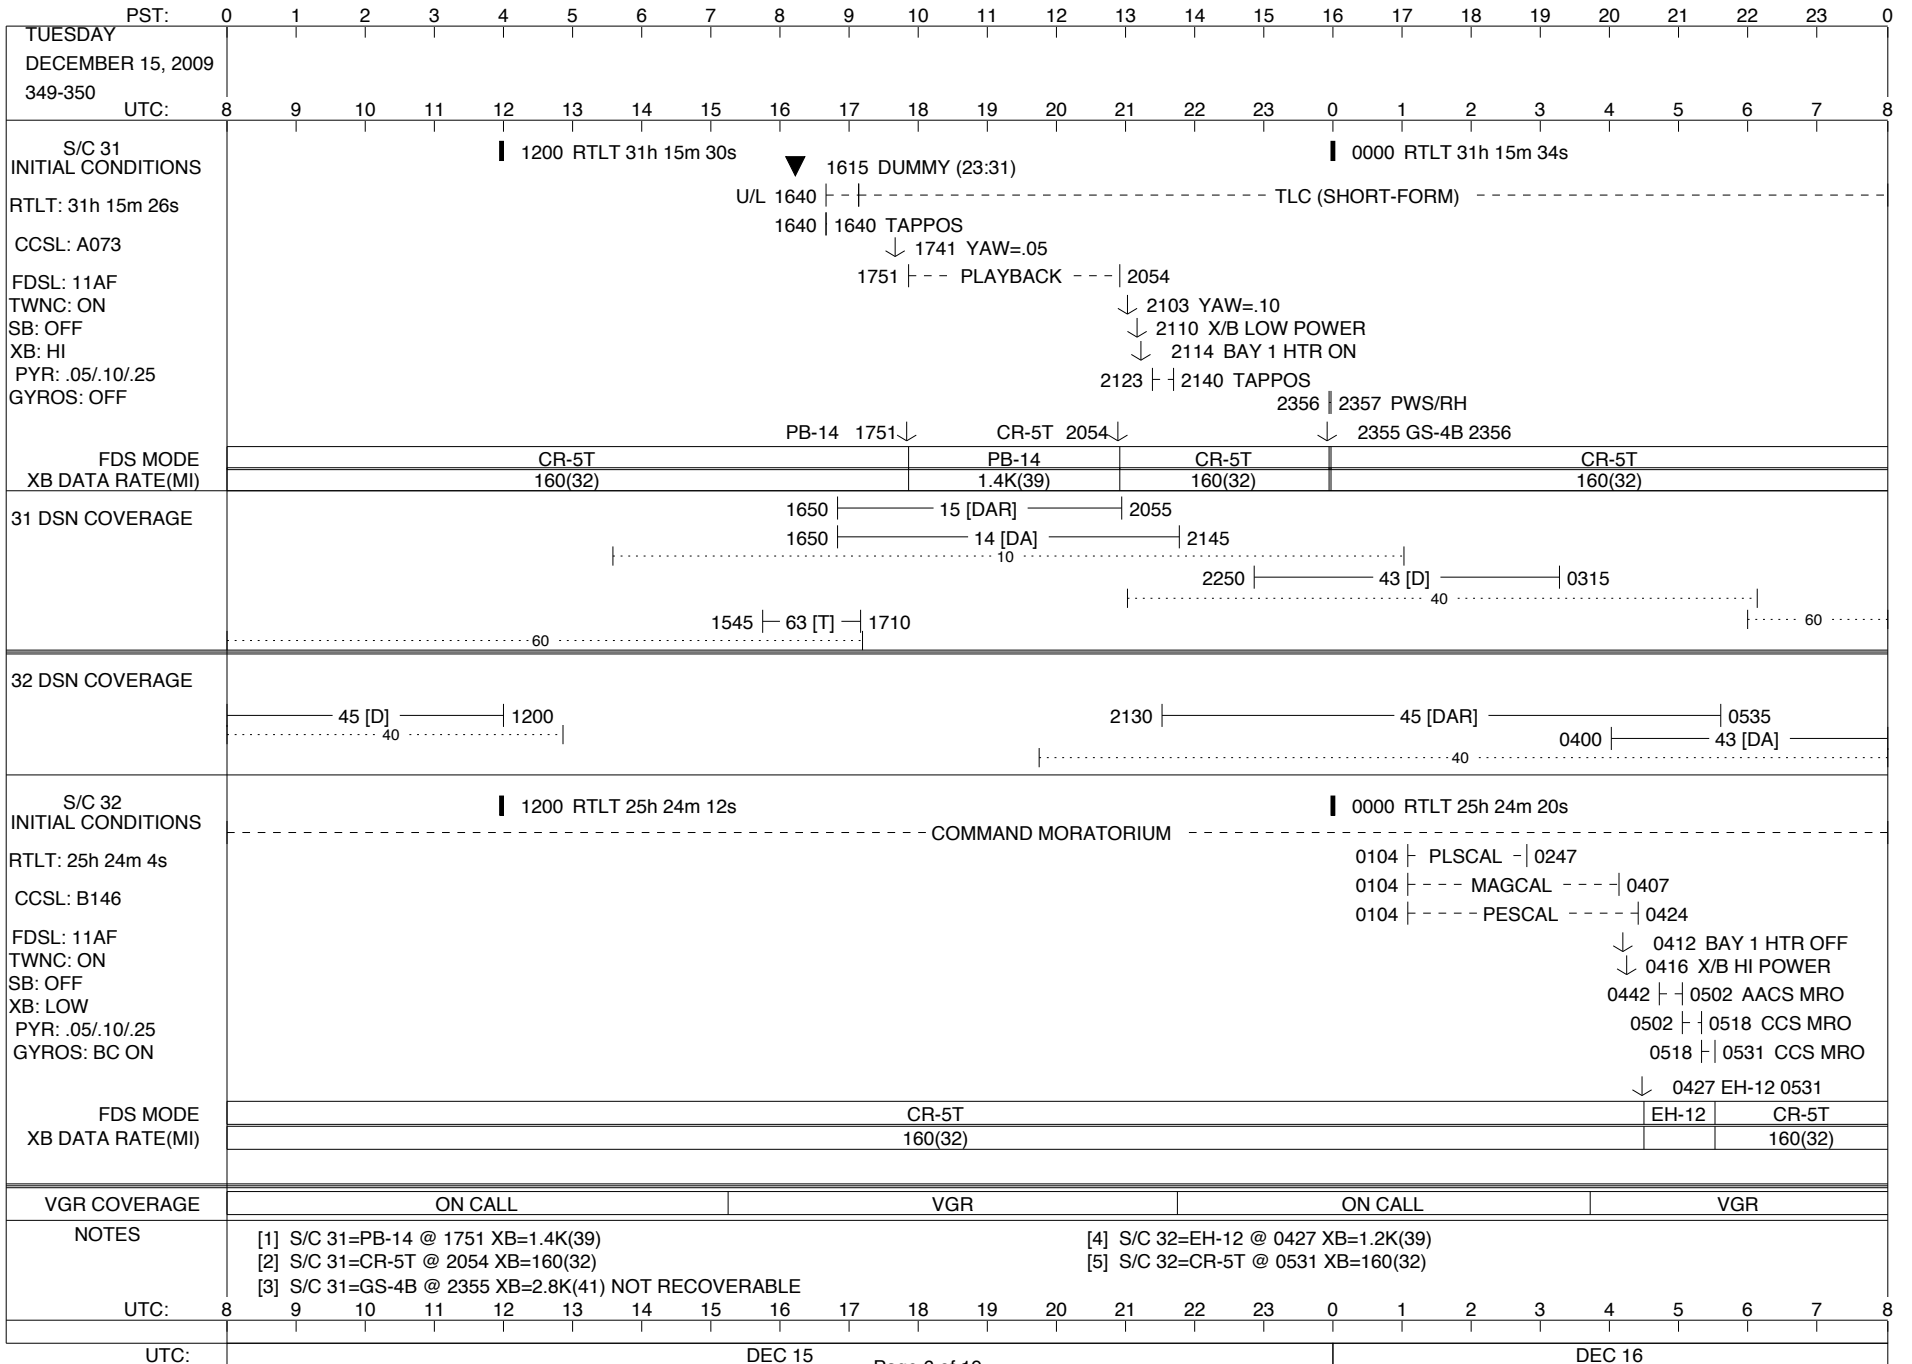 PST: 0 1 2 3 4 5 6 7 8 9 10 11 12 13 14 15 16 17 18 19 20 21 22 23 0
TUESDAY
DECEMBER 15, 2009
349-350
UTC: 8 9 10 11 12 13 14 15 16 17 18 19 20 21 22 23 0 1 2 3 4 5 6 7 8
S/C 31
INITIAL CONDITIONS
RTLT: 31h 15m 26s
CCSL: A073
FDSL: 11AF
TWNC: ON
SB: OFF
XB: HI
PYR: .05/.10/.25
GYROS: OFF
1200 RTLT 31h 15m 30s
0000 RTLT 31h 15m 34s
1615 DUMMY (23:31)
U/L 1640 TLC (SHORT-FORM)
1640 1640 TAPPOS
1741 YAW=.05
1751 PLAYBACK 2054
2103 YAW=.10
2110 X/B LOW POWER
2114 BAY 1 HTR ON
2123 2140 TAPPOS
2356 2357 PWS/RH
PB-14 1751 CR-5T 2054 2355 GS-4B 2356
FDS MODE CR-5T PB-14 CR-5T CR-5T
XB DATA RATE(MI) 160(32) 1.4K(39) 160(32) 160(32)
31 DSN COVERAGE
1650 15 [DAR] 2055
1650 14 [DA] 2145
10
2250 43 [D] 0315
40
1545 63 [T] 1710
60
60
32 DSN COVERAGE
45 [D] 1200
2130 45 [DAR] 0535
40
0400 43 [DA]
40
S/C 32
INITIAL CONDITIONS
RTLT: 25h 24m 4s
CCSL: B146
FDSL: 11AF
TWNC: ON
SB: OFF
XB: LOW
PYR: .05/.10/.25
GYROS: BC ON
1200 RTLT 25h 24m 12s
0000 RTLT 25h 24m 20s
COMMAND MORATORIUM
0104 PLSCAL 0247
0104 MAGCAL 0407
0104 PESCAL 0424
0412 BAY 1 HTR OFF
0416 X/B HI POWER
0442 0502 AACS MRO
0502 0518 CCS MRO
0518 0531 CCS MRO
0427 EH-12 0531
FDS MODE CR-5T EH-12 CR-5T
XB DATA RATE(MI) 160(32) 160(32)
VGR COVERAGE ON CALL VGR ON CALL VGR
NOTES
[1] S/C 31=PB-14 @ 1751 XB=1.4K(39)
[2] S/C 31=CR-5T @ 2054 XB=160(32)
[3] S/C 31=GS-4B @ 2355 XB=2.8K(41) NOT RECOVERABLE
[4] S/C 32=EH-12 @ 0427 XB=1.2K(39)
[5] S/C 32=CR-5T @ 0531 XB=160(32)
UTC: 8 9 10 11 12 13 14 15 16 17 18 19 20 21 22 23 0 1 2 3 4 5 6 7 8
UTC: DEC 15 DEC 16